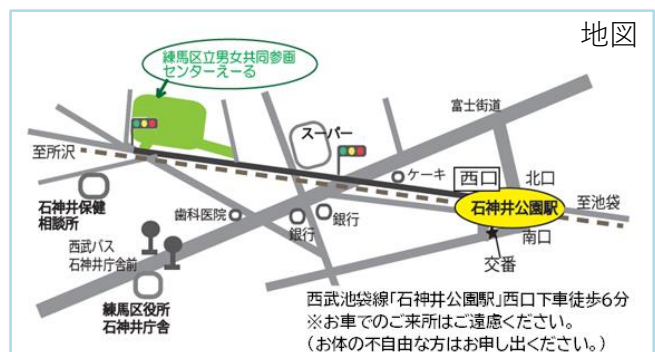 地図
練馬区立男女共同参画
センターえーる
富士街道
スーパー
至所沢
ケーキ
西口
北口
石神井公園駅
至池袋
石神井保健
相談所
歯科医院
銀行
銀行
南口
交番
西武バス
石神井庁舎前
練馬区役所
石神井庁舎
西武池袋線「石神井公園駅」西口下車徒歩6分
※お車でのご来所はご遠慮ください。
(お体の不自由な方はお申し出ください。)